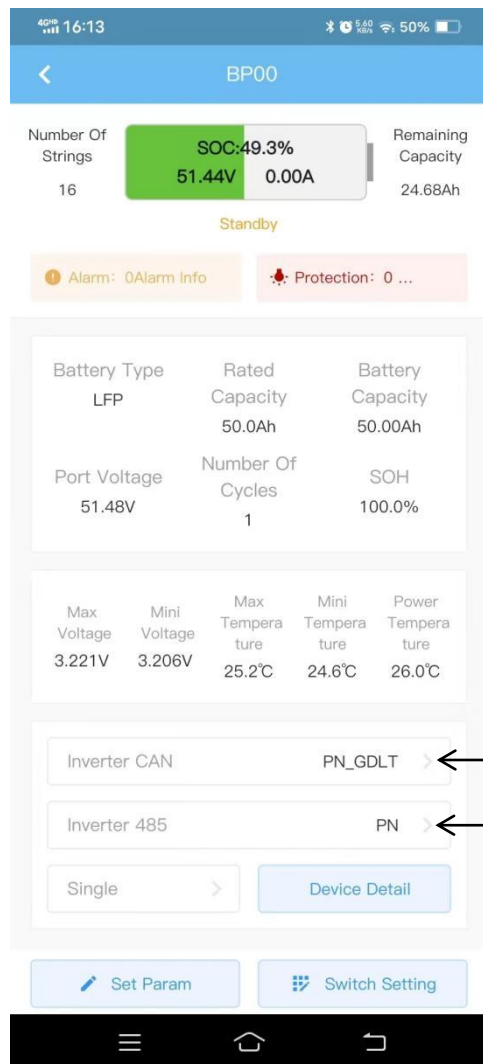 4GHD 16:13 5.60 KB/s 50%
BP00
Number Of Strings
16
SOC:49.3%
51.44V 0.00A
Remaining Capacity
24.68Ah
Standby
Alarm: 0Alarm Info
Protection: 0 ...
Battery Type
LFP
Rated Capacity
50.0Ah
Battery Capacity
50.00Ah
Port Voltage
51.48V
Number Of Cycles
1
SOH
100.0%
Max Voltage
3.221V
Mini Voltage
3.206V
Max Tempera ture
25.2℃
Mini Tempera ture
24.6℃
Power Tempera ture
26.0℃
Inverter CAN PN_GDLT
Inverter 485 PN
Single
Device Detail
Set Param
Switch Setting